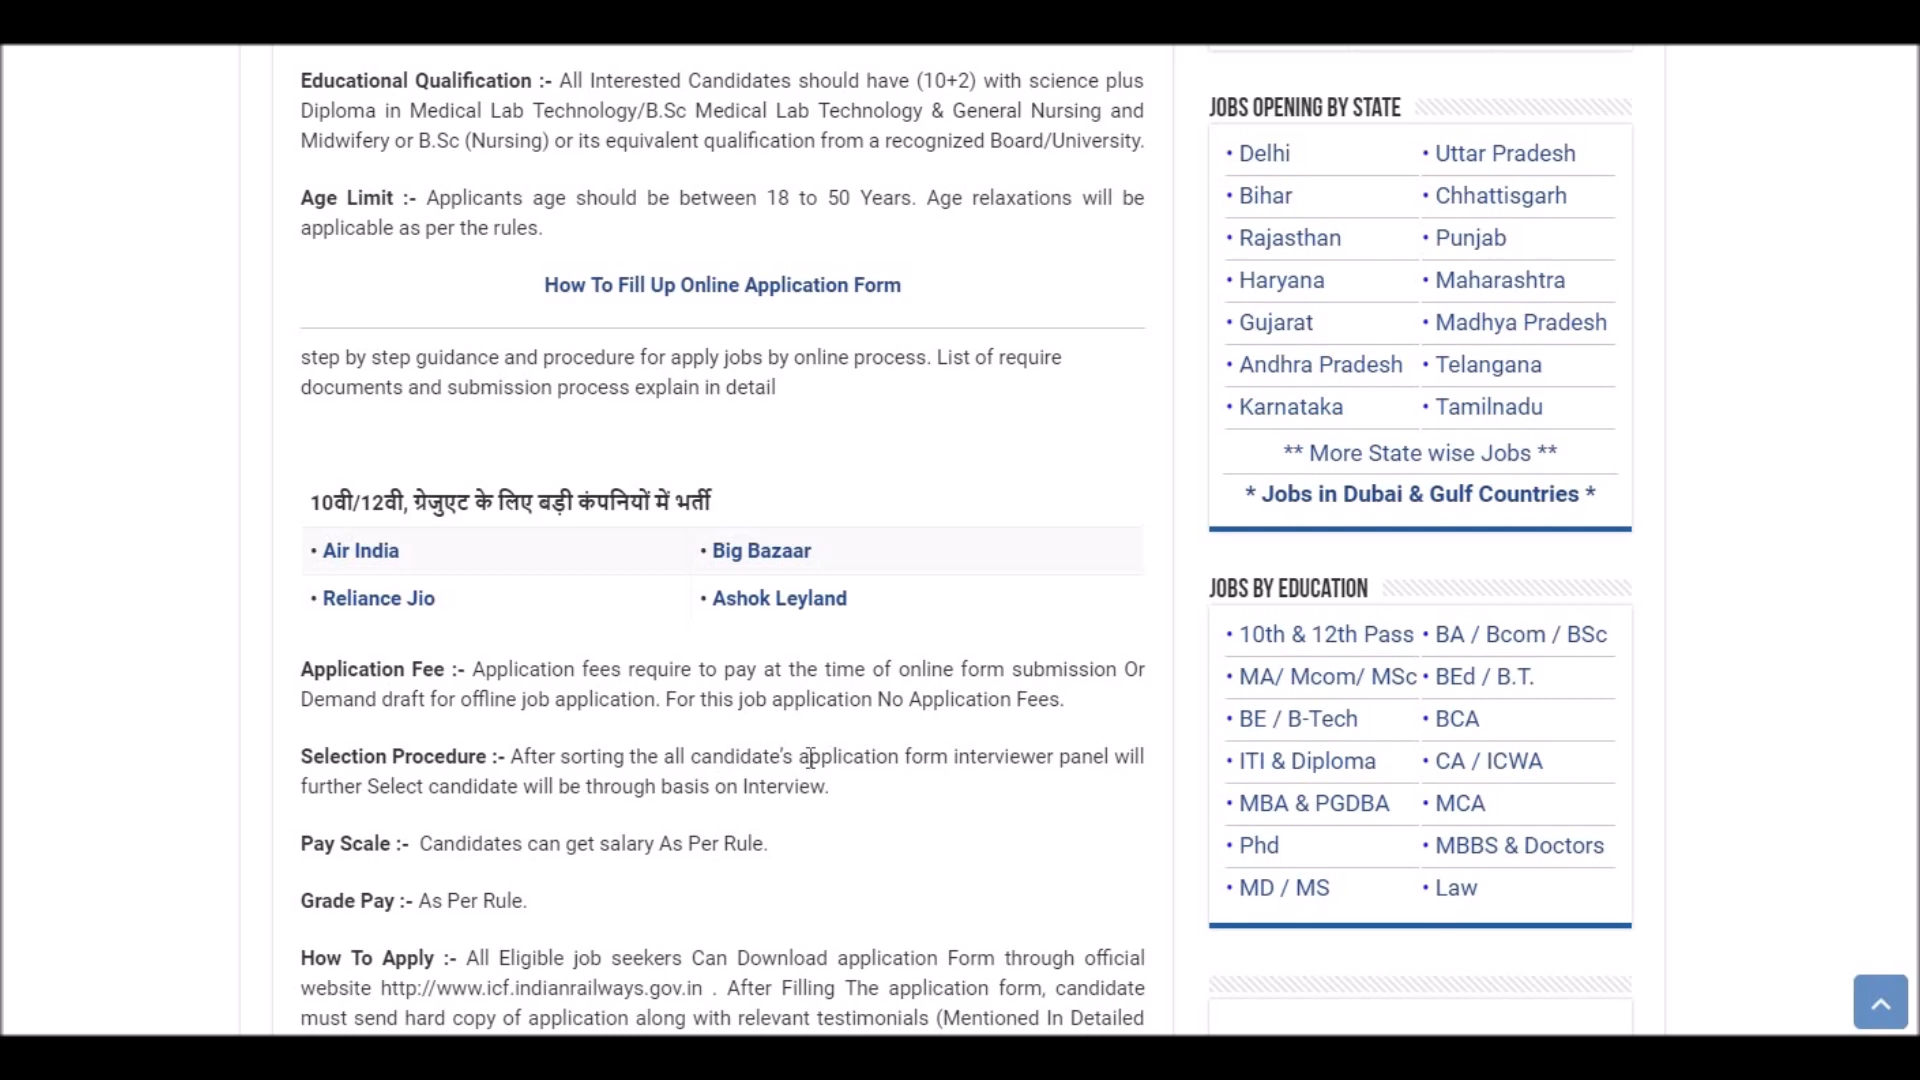 Educational Qualification :- All Interested Candidates should have (10+2) with science plus
Diploma in Medical Lab Technology/B.Sc Medical Lab Technology & General Nursing and
Midwifery or B.Sc (Nursing) or its equivalent qualification from a recognized Board/University.
Age Limit :- Applicants age should be between 18 to 50 Years. Age relaxations will be
applicable as per the rules.
How To Fill Up Online Application Form
step by step guidance and procedure for apply jobs by online process. List of require
documents and submission process explain in detail
10वी/12वी, ग्रेजुएट के लिए बड़ी कंपनियों में भर्ती
• Air India • Big Bazaar
• Reliance Jio • Ashok Leyland
Application Fee :- Application fees require to pay at the time of online form submission Or
Demand draft for offline job application. For this job application No Application Fees.
Selection Procedure :- After sorting the all candidate's application form interviewer panel will
further Select candidate will be through basis on Interview.
Pay Scale :- Candidates can get salary As Per Rule.
Grade Pay :- As Per Rule.
How To Apply :- All Eligible job seekers Can Download application Form through official
website http://www.icf.indianrailways.gov.in . After Filling The application form, candidate
must send hard copy of application along with relevant testimonials (Mentioned In Detailed
JOBS OPENING BY STATE
• Delhi • Uttar Pradesh
• Bihar • Chhattisgarh
• Rajasthan • Punjab
• Haryana • Maharashtra
• Gujarat • Madhya Pradesh
• Andhra Pradesh • Telangana
• Karnataka • Tamilnadu
** More State wise Jobs **
* Jobs in Dubai & Gulf Countries *
JOBS BY EDUCATION
• 10th & 12th Pass • BA / Bcom / BSc
• MA/ Mcom/ MSc • BEd / B.T.
• BE / B-Tech • BCA
• ITI & Diploma • CA / ICWA
• MBA & PGDBA • MCA
• Phd • MBBS & Doctors
• MD / MS • Law